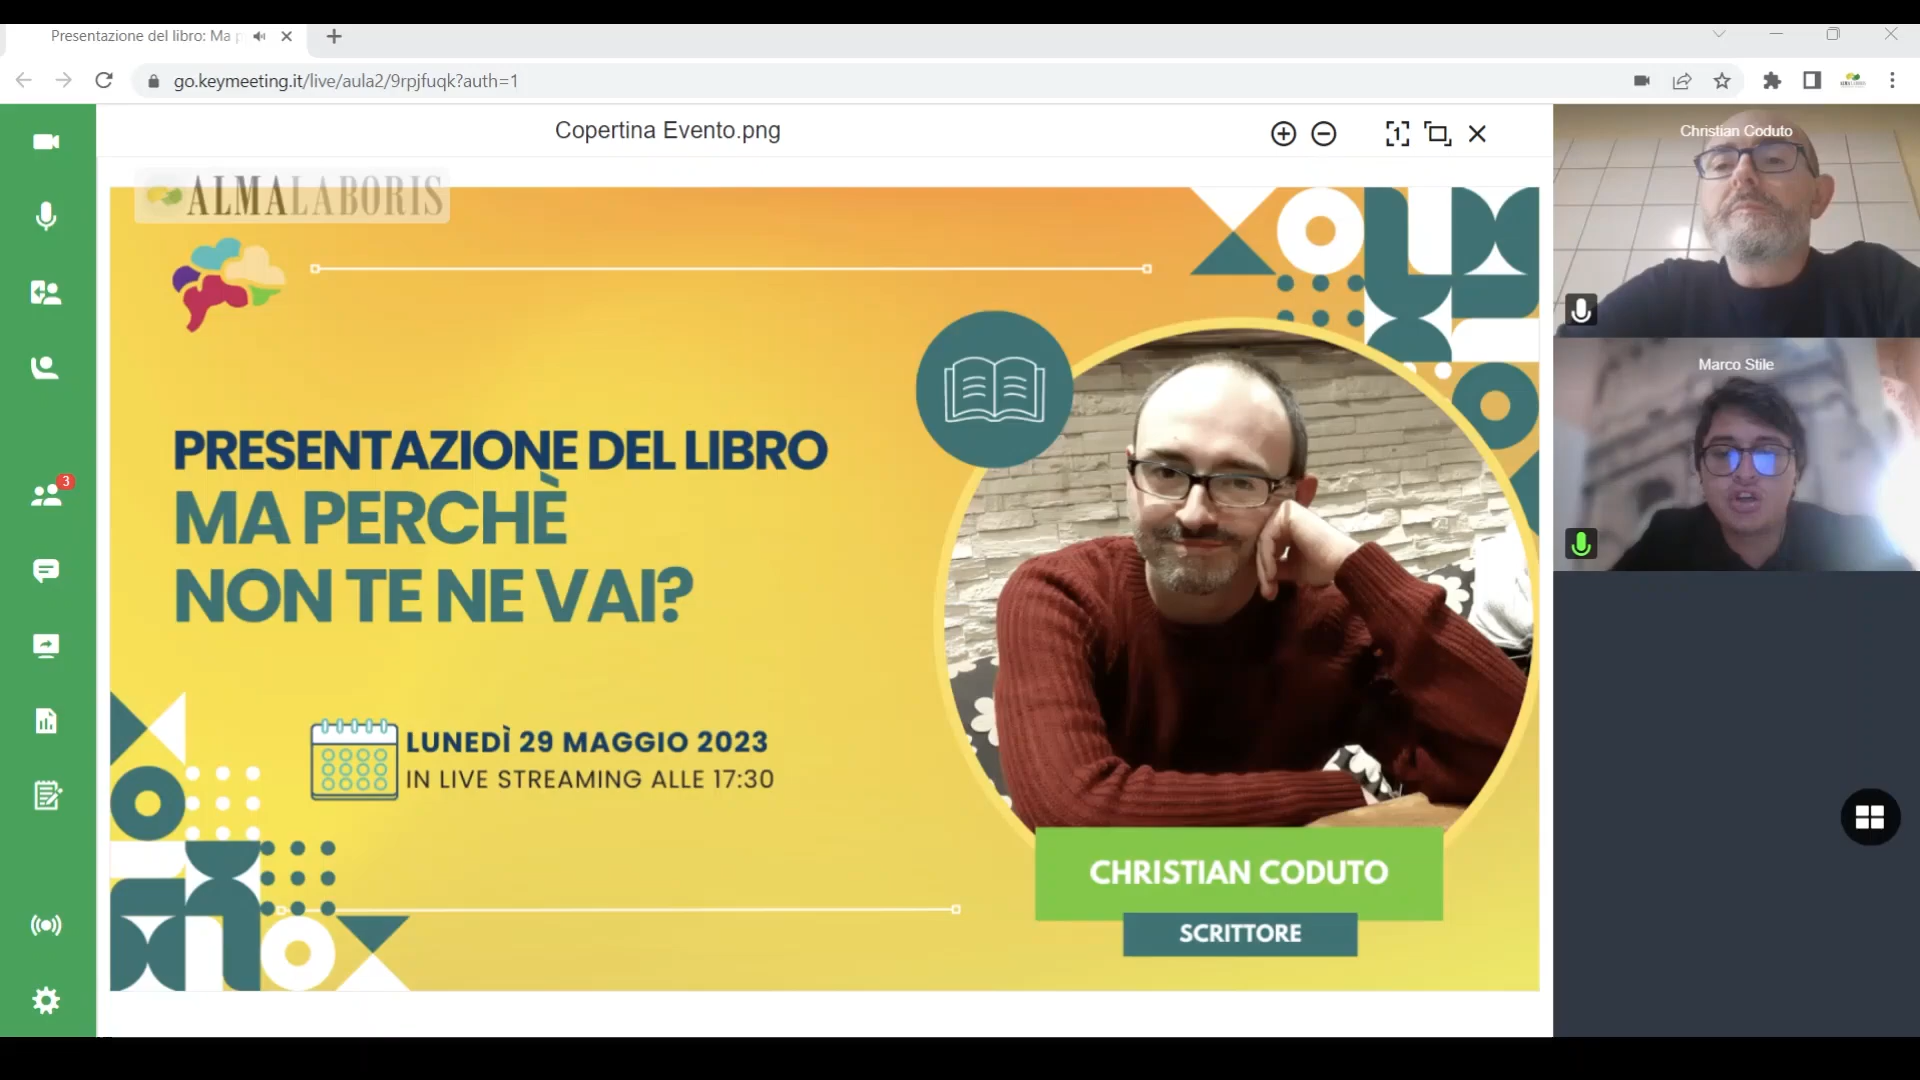 Presentazione del libro: Ma p
go.keymeeting.it/live/aula2/9rpjfuqk?auth=1
Copertina Evento.png
1
ALMALABORIS
PRESENTAZIONE DEL LIBRO
MA PERCHÈ
NON TE NE VAI?
LUNEDÌ 29 MAGGIO 2023
IN LIVE STREAMING ALLE 17:30
CHRISTIAN CODUTO
SCRITTORE
Christian Coduto
Marco Stile
3